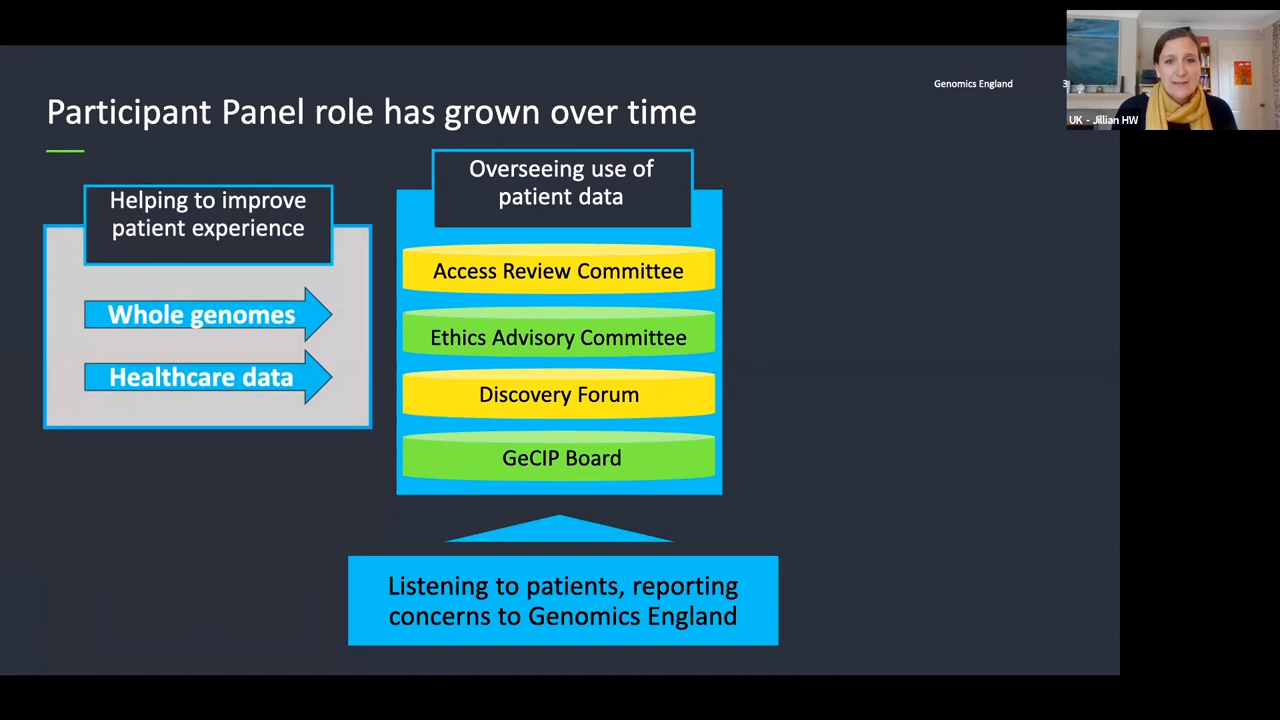 Genomics England
3
UK - Jillian HW
Participant Panel role has grown over time
Helping to improve
patient experience
Whole genomes
Healthcare data
Overseeing use of
patient data
Access Review Committee
Ethics Advisory Committee
Discovery Forum
GeCIP Board
Listening to patients, reporting
concerns to Genomics England